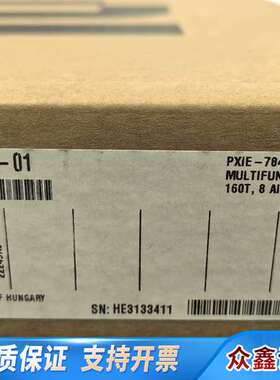 -01
PXIE-784
MULTIFUN
160T, 8 AI
F HUNGARY
SN: HE3133411
质保证 支持开票 众鑫